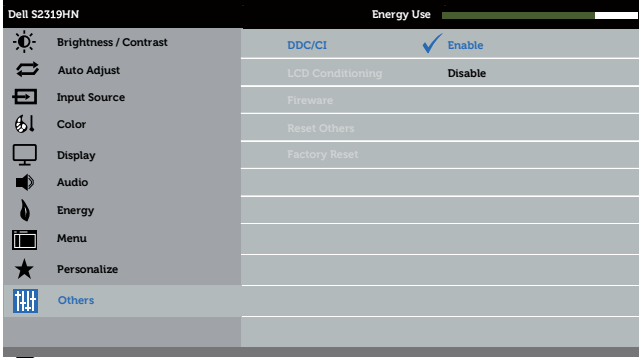 Dell S2319HN Energy Use
Brightness / Contrast DDC/CI Enable
Auto Adjust LCD Conditioning Disable
Input Source Fireware
Color Reset Others
Display Factory Reset
Audio
Energy
Menu
Personalize
Others